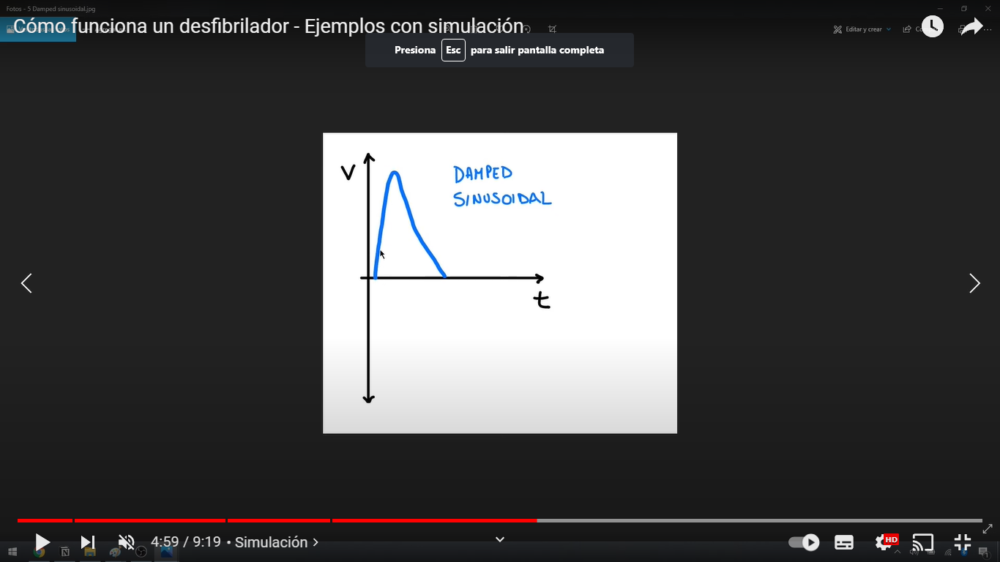 Fotos - 5 Damped sinusoidal.jpg
Cómo funciona un desfibrilador - Ejemplos con simulación
Editar y crear
Presiona Esc para salir pantalla completa
V
DAMPED
SINUSOIDAL
t
4:59 / 9:19 • Simulación
HD